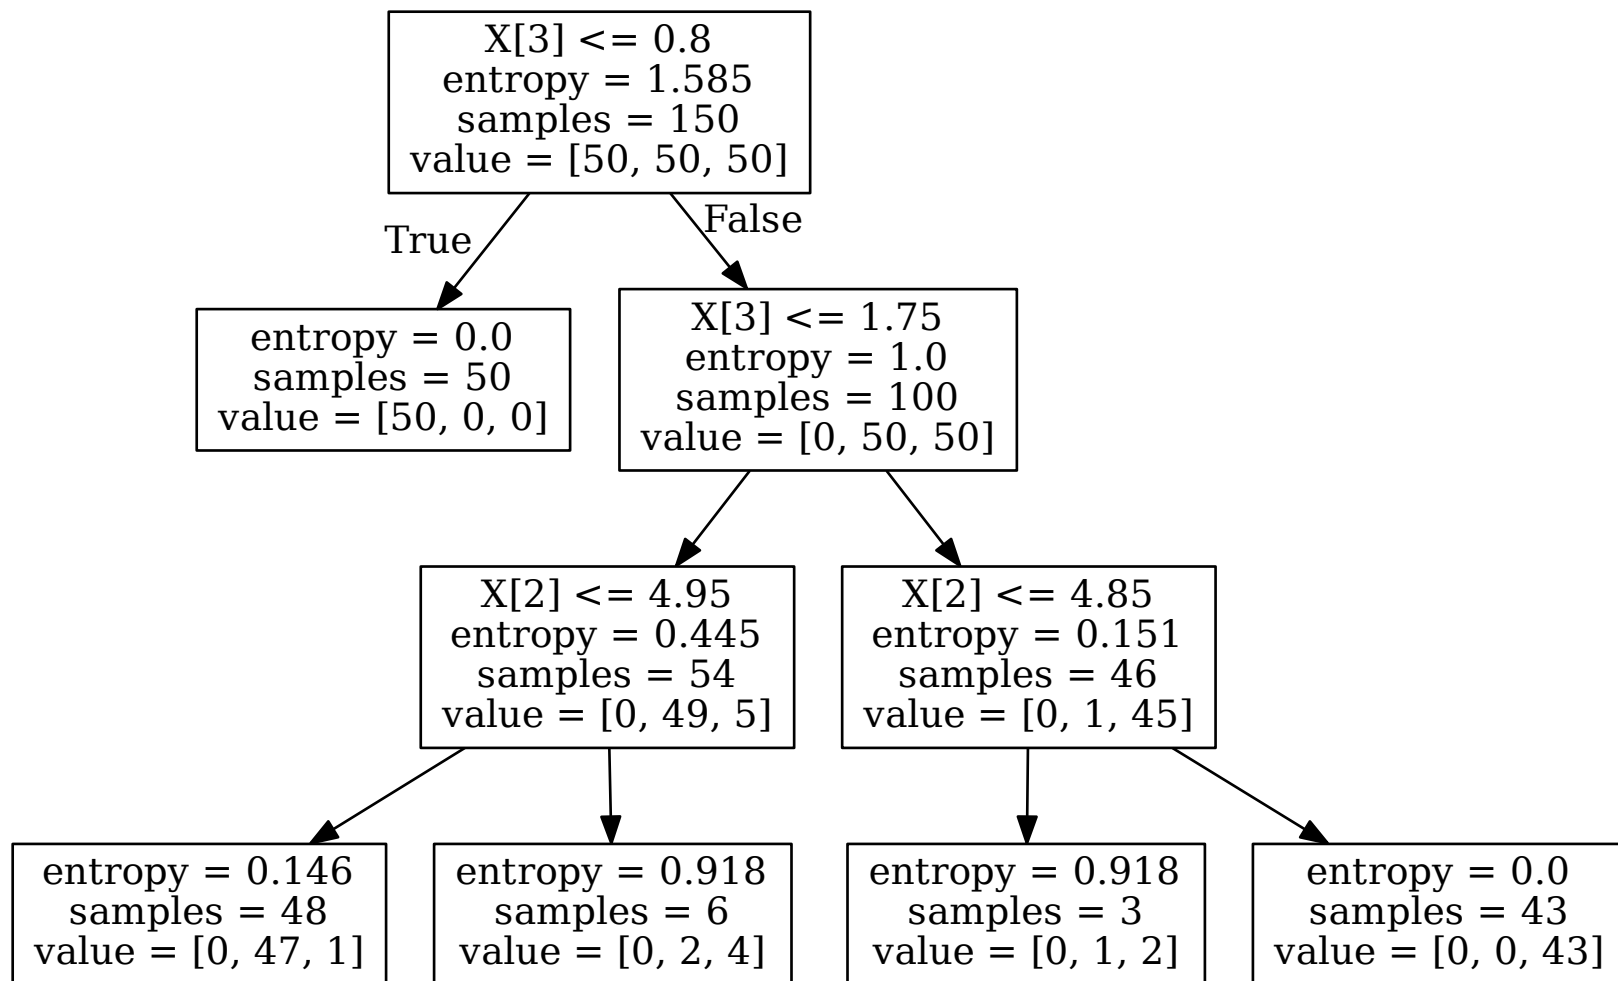 X[3] <= 0.8
entropy = 1.585
samples = 150
value = [50, 50, 50]
True
False
entropy = 0.0
samples = 50
value = [50, 0, 0]
X[3] <= 1.75
entropy = 1.0
samples = 100
value = [0, 50, 50]
X[2] <= 4.95
entropy = 0.445
samples = 54
value = [0, 49, 5]
X[2] <= 4.85
entropy = 0.151
samples = 46
value = [0, 1, 45]
entropy = 0.146
samples = 48
value = [0, 47, 1]
entropy = 0.918
samples = 6
value = [0, 2, 4]
entropy = 0.918
samples = 3
value = [0, 1, 2]
entropy = 0.0
samples = 43
value = [0, 0, 43]